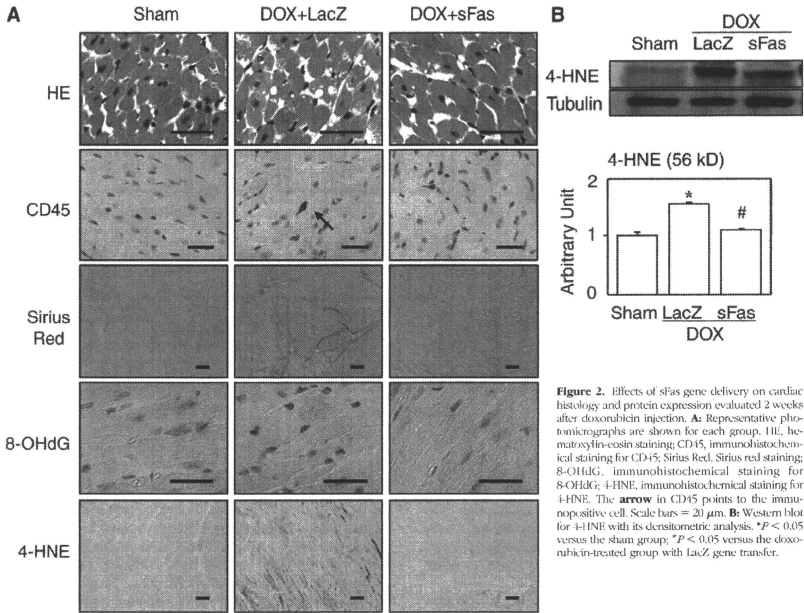 A
Sham
DOX+LacZ
DOX+sFas
HE
CD45
Sirius
Red
8-OHdG
4-HNE
B
DOX
Sham LacZ sFas
4-HNE
Tubulin
4-HNE (56 kD)
Arbitrary Unit
2
1
0
*
#
Sham LacZ sFas
DOX
Figure 2. Effects of sFas gene delivery on cardiac
histology and protein expression evaluated 2 weeks
after doxorubicin injection. A: Representative pho-
tomicrographs are shown for each group. HE, he-
matoxylin-eosin staining; CD45, immunohistochem-
ical staining for CD45; Sirius Red, Sirius red staining;
8-OHdG, immunohistochemical staining for
8-OHdG; 4-HNE, immunohistochemical staining for
4-HNE. The arrow in CD45 points to the immu-
nopositive cell. Scale bars = 20 μm. B: Western blot
for 4-HNE with its densitometric analysis. *P < 0.05
versus the sham group; *P < 0.05 versus the doxo-
rubicin-treated group with LacZ gene transfer.